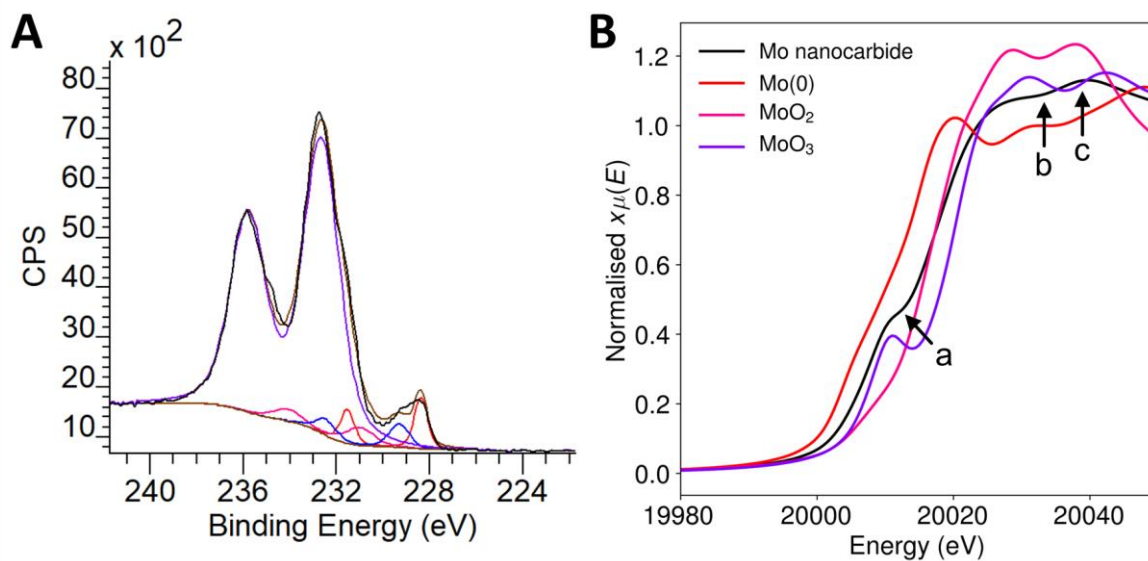 A
x 10²
80
70
60
50
40
30
20
10
CPS
240
236
232
228
224
Binding Energy (eV)
B
Mo nanocarbide
Mo(0)
MoO₂
MoO₃
b
c
a
1.2
1.0
0.8
0.6
0.4
0.2
0.0
Normalised xμ(E)
19980
20000
20020
20040
Energy (eV)